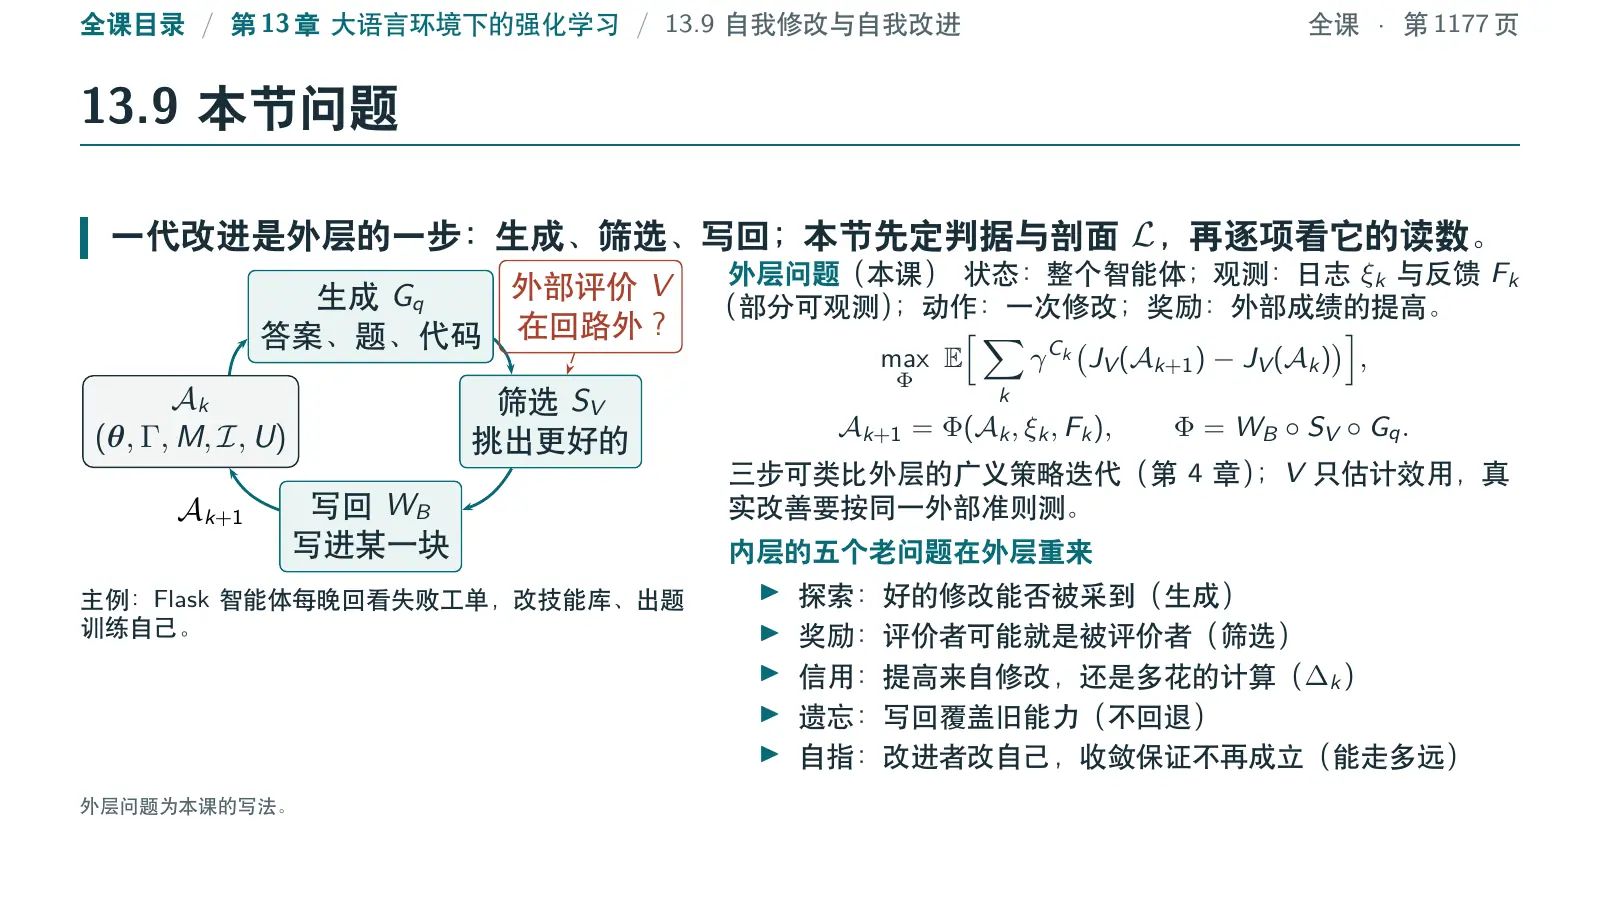 全课目录 / 第 13 章 大语言环境下的强化学习 / 13.9 自我修改与自我改进
全课 · 第 1177 页
13.9 本节问题
一代改进是外层的一步：生成、筛选、写回；本节先定判据与剖面 ℒ，再逐项看它的读数。
生成 G_q
答案、题、代码
外部评价 V
在回路外？
𝒜_k
(θ, Γ, M, ℐ, U)
筛选 S_V
挑出更好的
写回 W_B
写进某一块
𝒜_{k+1}
主例：Flask 智能体每晚回看失败工单，改技能库、出题
训练自己。
外层问题（本课） 状态：整个智能体；观测：日志 ξ_k 与反馈 F_k
（部分可观测）；动作：一次修改；奖励：外部成绩的提高。
max_Φ 𝔼[ ∑_k γ^{C_k} (J_V(𝒜_{k+1}) − J_V(𝒜_k)) ],
𝒜_{k+1} = Φ(𝒜_k, ξ_k, F_k), Φ = W_B ∘ S_V ∘ G_q.
三步可类比外层的广义策略迭代（第 4 章）；V 只估计效用，真
实改善要按同一外部准则测。
内层的五个老问题在外层重来
▶ 探索：好的修改能否被采到（生成）
▶ 奖励：评价者可能就是被评价者（筛选）
▶ 信用：提高来自修改，还是多花的计算（Δ_k）
▶ 遗忘：写回覆盖旧能力（不回退）
▶ 自指：改进者改自己，收敛保证不再成立（能走多远）
外层问题为本课的写法。